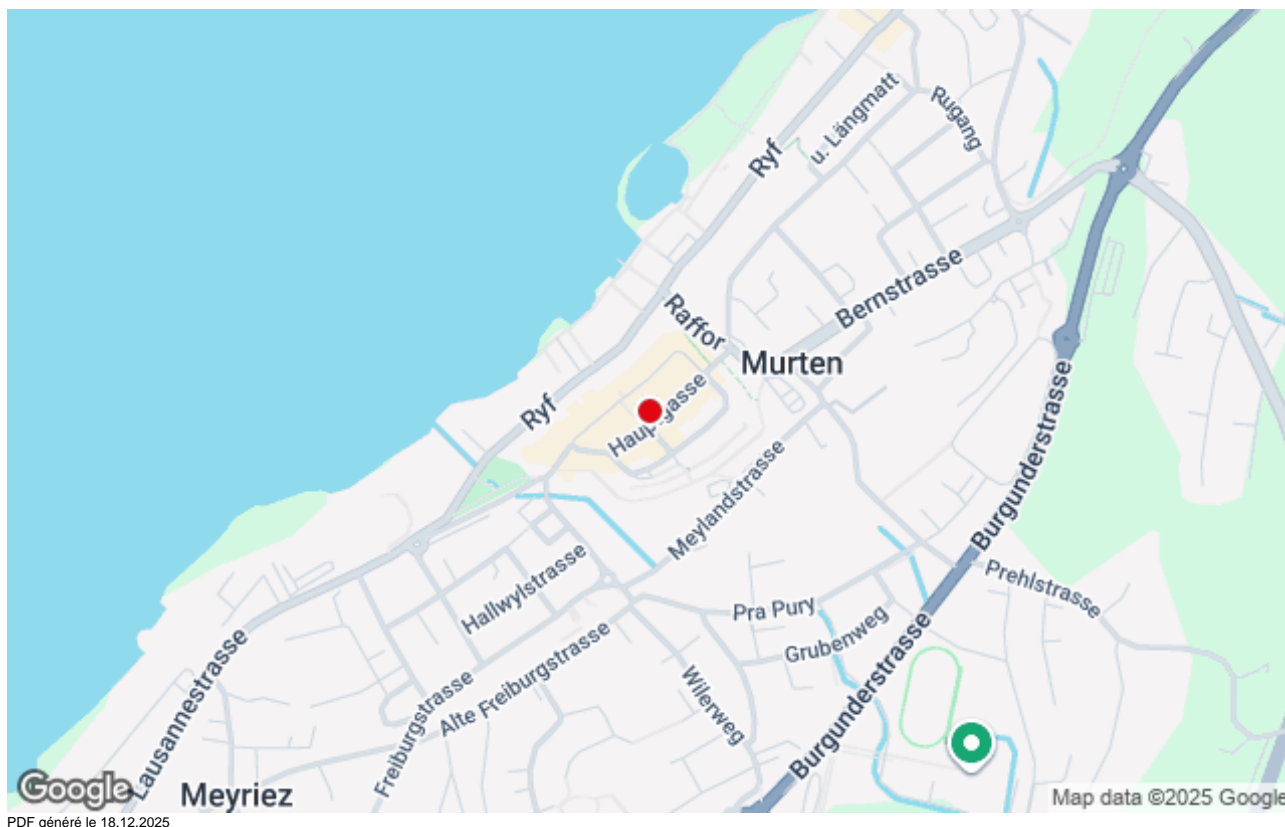 Rugang
u. Längmatt
Ryf
Bernstrasse
Raffor
Murten
Ryf
Hauptgasse
Burgunderstrasse
Meylandstrasse
Prehlstrasse
Hallwylstrasse
Pra Pury
Grubenweg
Alte Freiburgstrasse
Wilerweg
Lausannestrasse
Freiburgstrasse
Burgunderstrasse
Meyriez
Google
Map data ©2025 Google
PDF généré le 18.12.2025